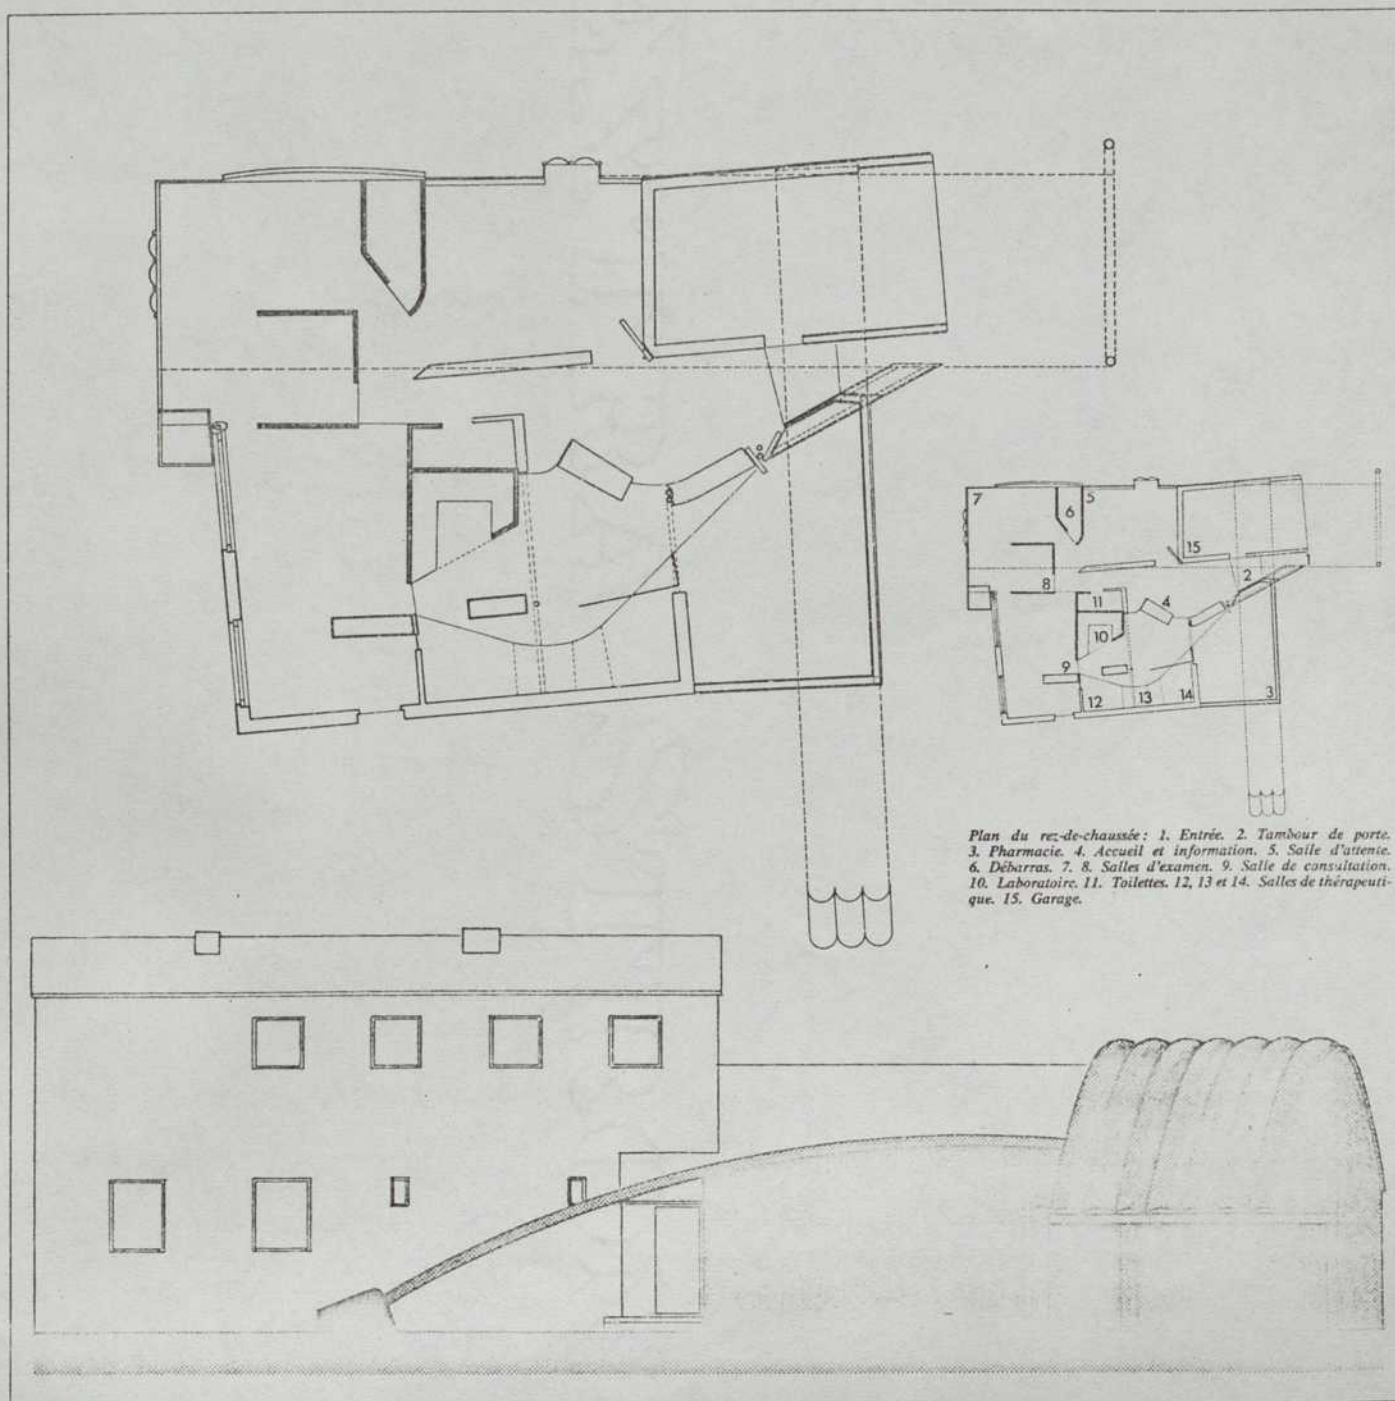 7
5
6
15
8
2
11
4
10
9
12
13
14
3
Plan du rez-de-chaussée: 1. Entrée. 2. Tambour de porte.
3. Pharmacie. 4. Accueil et information. 5. Salle d'attente.
6. Débarras. 7. 8. Salles d'examen. 9. Salle de consultation.
10. Laboratoire. 11. Toilettes. 12, 13 et 14. Salles de thérapeuti-
que. 15. Garage.